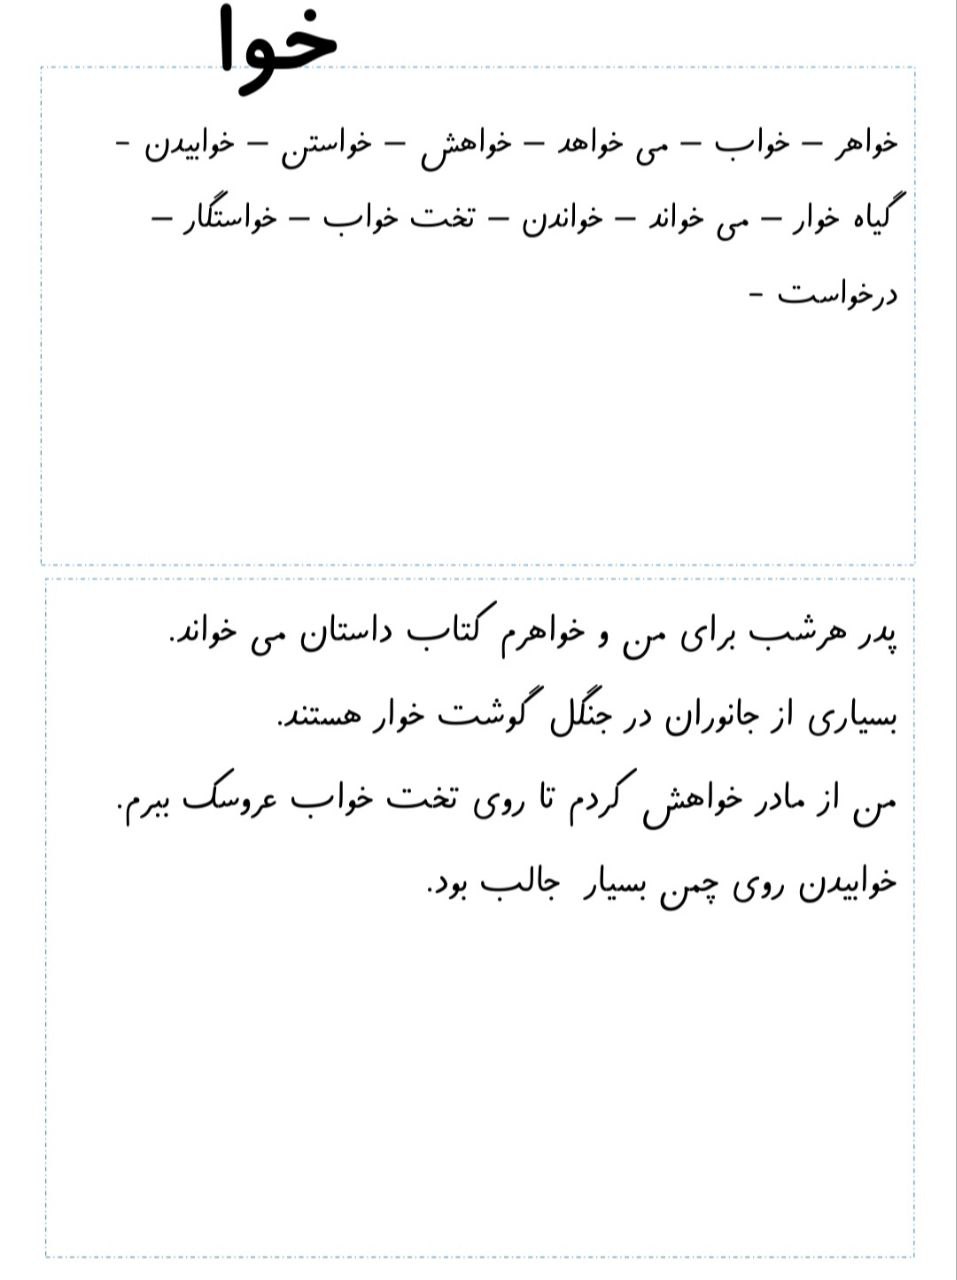 خوا
خواهر – خواب – می خواهد – خواهش – خواستن – خوابیدن -
گیاه خوار – می خواند – خواندن – تخت خواب – خواستگار –
درخواست -
پدر هرشب برای من و خواهرم کتاب داستان می خواند.
بسیاری از جانوران در جنگل گوشت خوار هستند.
من از مادر خواهش کردم تا روی تخت خواب عروسک ببرم.
خوابیدن روی چمن بسیار جالب بود.